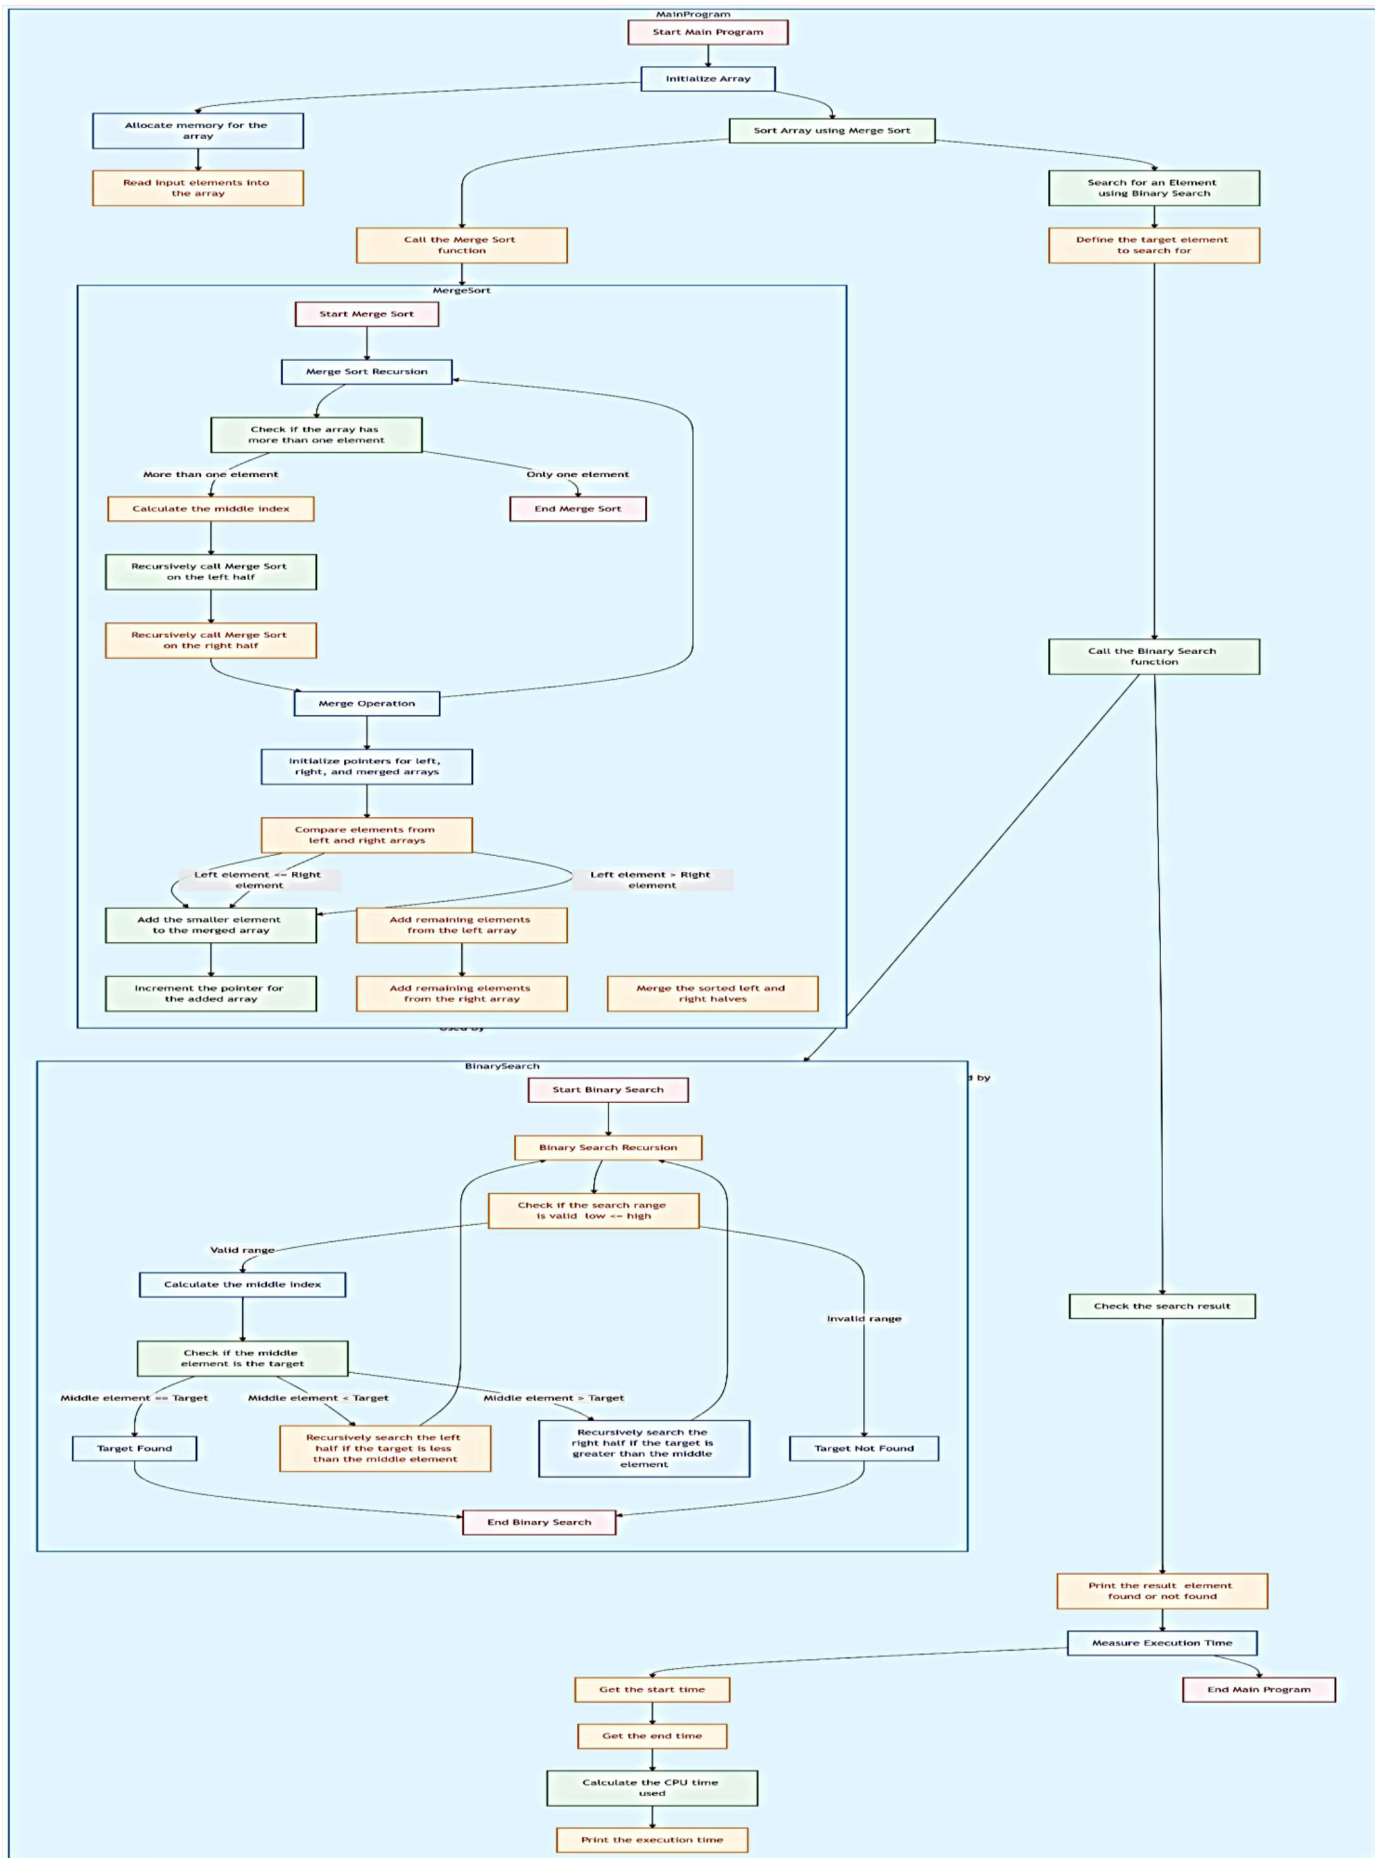 MainProgram
Start Main Program
Initialize Array
Allocate memory for the
array
Sort Array using Merge Sort
Read input elements into
the array
Search for an Element
using Binary Search
Call the Merge Sort
function
Define the target element
to search for
MergeSort
Start Merge Sort
Merge Sort Recursion
Check if the array has
more than one element
More than one element
Only one element
Calculate the middle index
End Merge Sort
Recursively call Merge Sort
on the left half
Recursively call Merge Sort
on the right half
Call the Binary Search
function
Merge Operation
Initialize pointers for left,
right, and merged arrays
Compare elements from
left and right arrays
Left element <= Right
element
Left element > Right
element
Add the smaller element
to the merged array
Add remaining elements
from the left array
Increment the pointer for
the added array
Add remaining elements
from the right array
Merge the sorted left and
right halves
used by
BinarySearch
by
Start Binary Search
Binary Search Recursion
Check if the search range
is valid low <= high
Valid range
Calculate the middle index
Check the search result
Invalid range
Check if the middle
element is the target
Middle element == Target
Middle element < Target
Middle element > Target
Target Found
Recursively search the left
half if the target is less
than the middle element
Recursively search the
right half if the target is
greater than the middle
element
Target Not Found
End Binary Search
Print the result element
found or not found
Measure Execution Time
Get the start time
End Main Program
Get the end time
Calculate the CPU time
used
Print the execution time